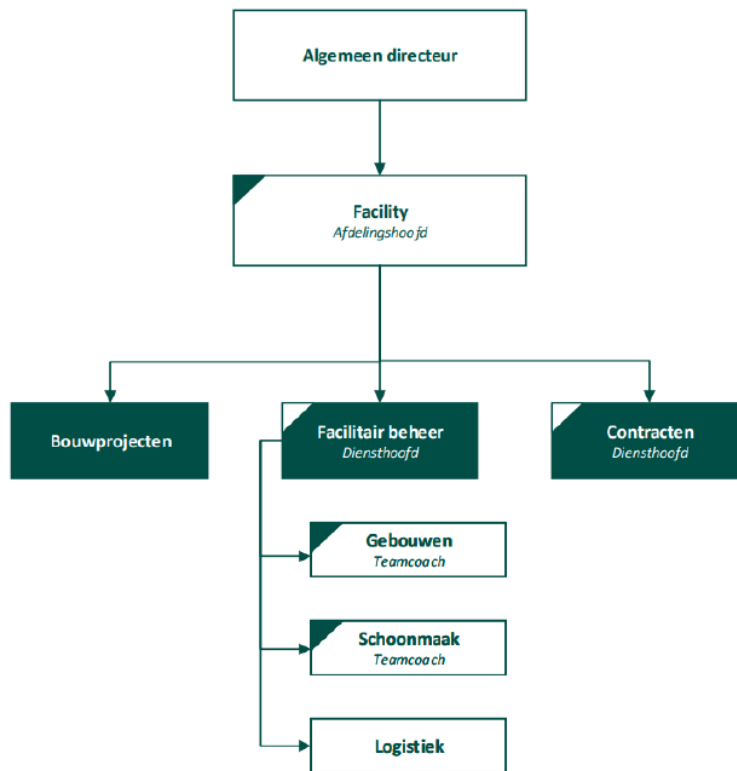 Algemeen directeur
Facility
Afdelingshoofd
Bouwprojecten
Facilitair beheer
Diensthoofd
Contracten
Diensthoofd
Gebouwen
Teamcoach
Schoonmaak
Teamcoach
Logistiek